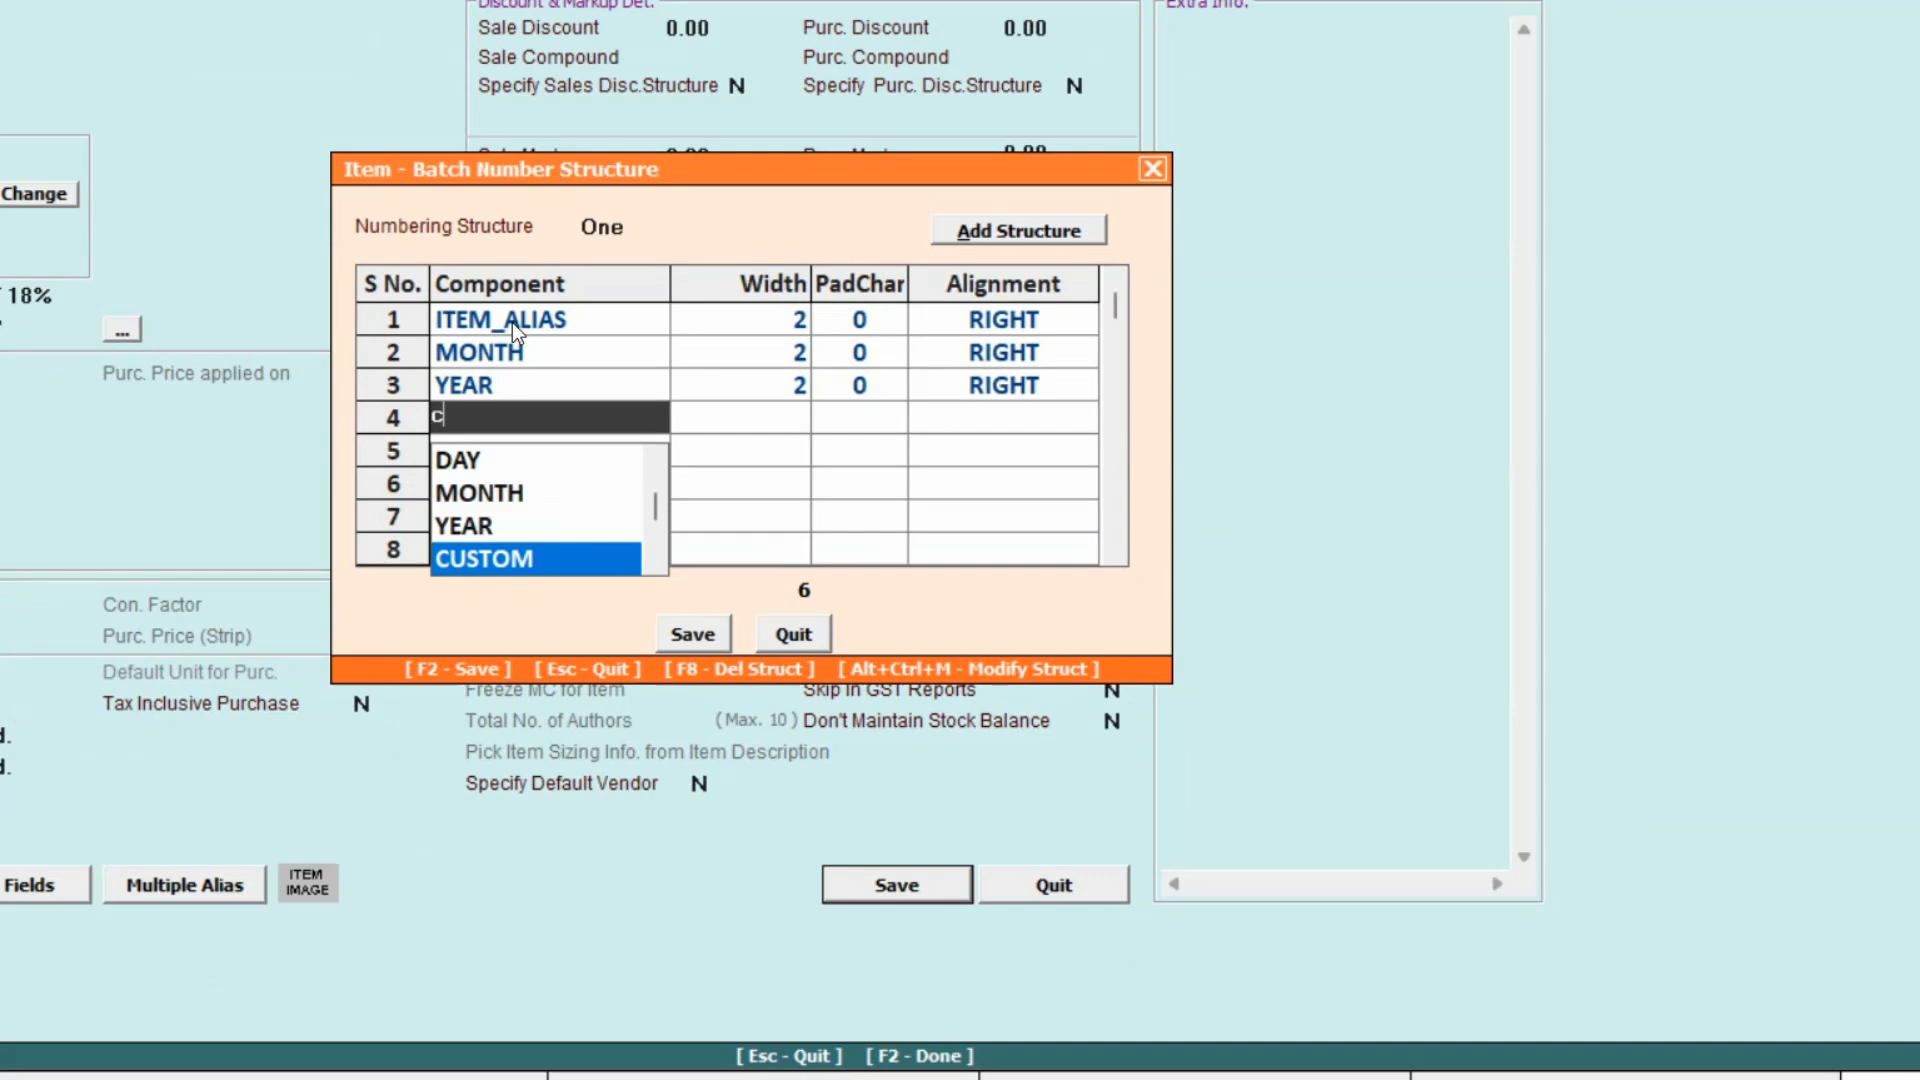 Discount & Markup Det.
Extra Info.
Sale Discount 0.00 Purc. Discount 0.00
Sale Compound Purc. Compound
Specify Sales Disc.Structure N Specify Purc. Disc.Structure N
Item - Batch Number Structure
Change
Numbering Structure One Add Structure
S No. Component Width PadChar Alignment
1 ITEM_ALIAS 2 0 RIGHT
2 MONTH 2 0 RIGHT
3 YEAR 2 0 RIGHT
4 c
5
6
7
8
DAY
MONTH
YEAR
CUSTOM
6
Save Quit
[ F2 - Save ] [ Esc - Quit ] [ F8 - Del Struct ] [ Alt+Ctrl+M - Modify Struct ]
18%
...
Purc. Price applied on
Con. Factor
Purc. Price (Strip)
Default Unit for Purc.
Tax Inclusive Purchase N
Freeze MC for Item Skip in GST Reports N
Total No. of Authors (Max. 10) Don't Maintain Stock Balance N
Pick Item Sizing Info. from Item Description
Specify Default Vendor N
d.
d.
Fields Multiple Alias ITEM IMAGE Save Quit
[ Esc - Quit ] [ F2 - Done ]